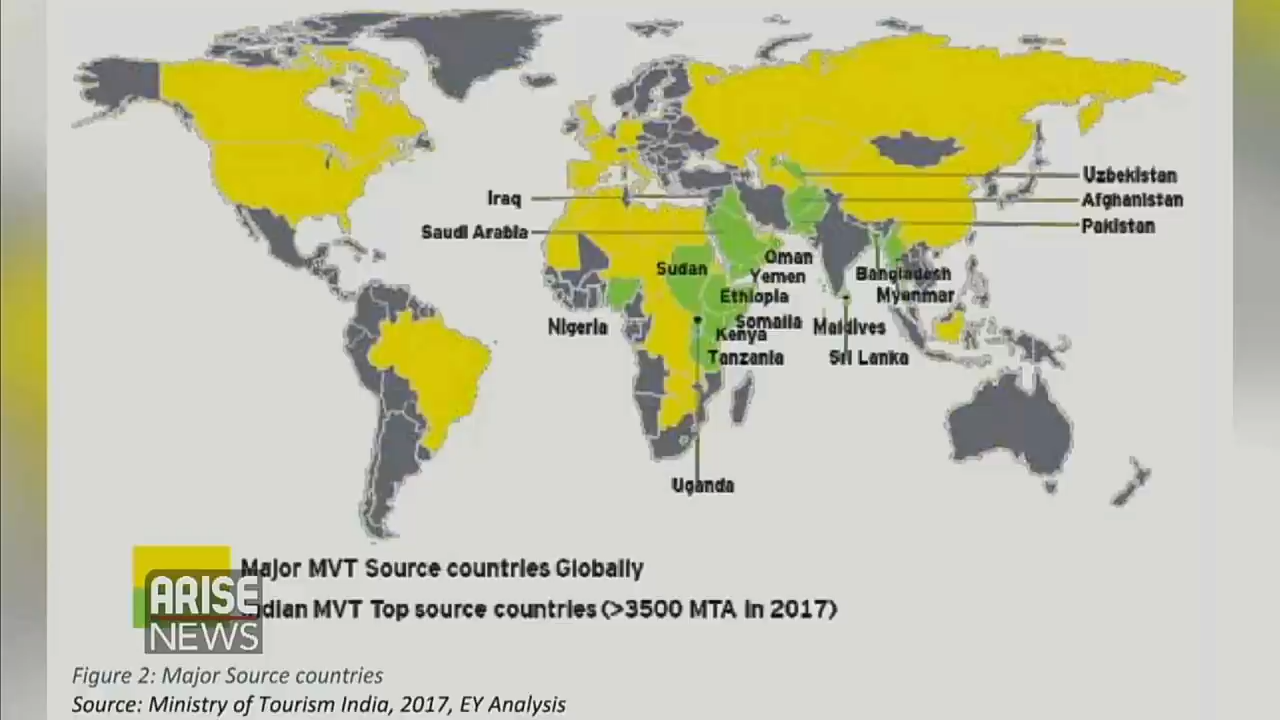 Uzbekistan
Iraq
Afghanistan
Pakistan
Saudi Arabia
Oman
Sudan
Yemen
Bangladesh
Ethiopia
Myanmar
Nigeria
Somalia
Maldives
Kenya
Tanzania
Sri Lanka
Uganda
Major MVT Source countries Globally
ARISE
NEWS
Indian MVT Top source countries (>3500 MTA in 2017)
Figure 2: Major Source countries
Source: Ministry of Tourism India, 2017, EY Analysis